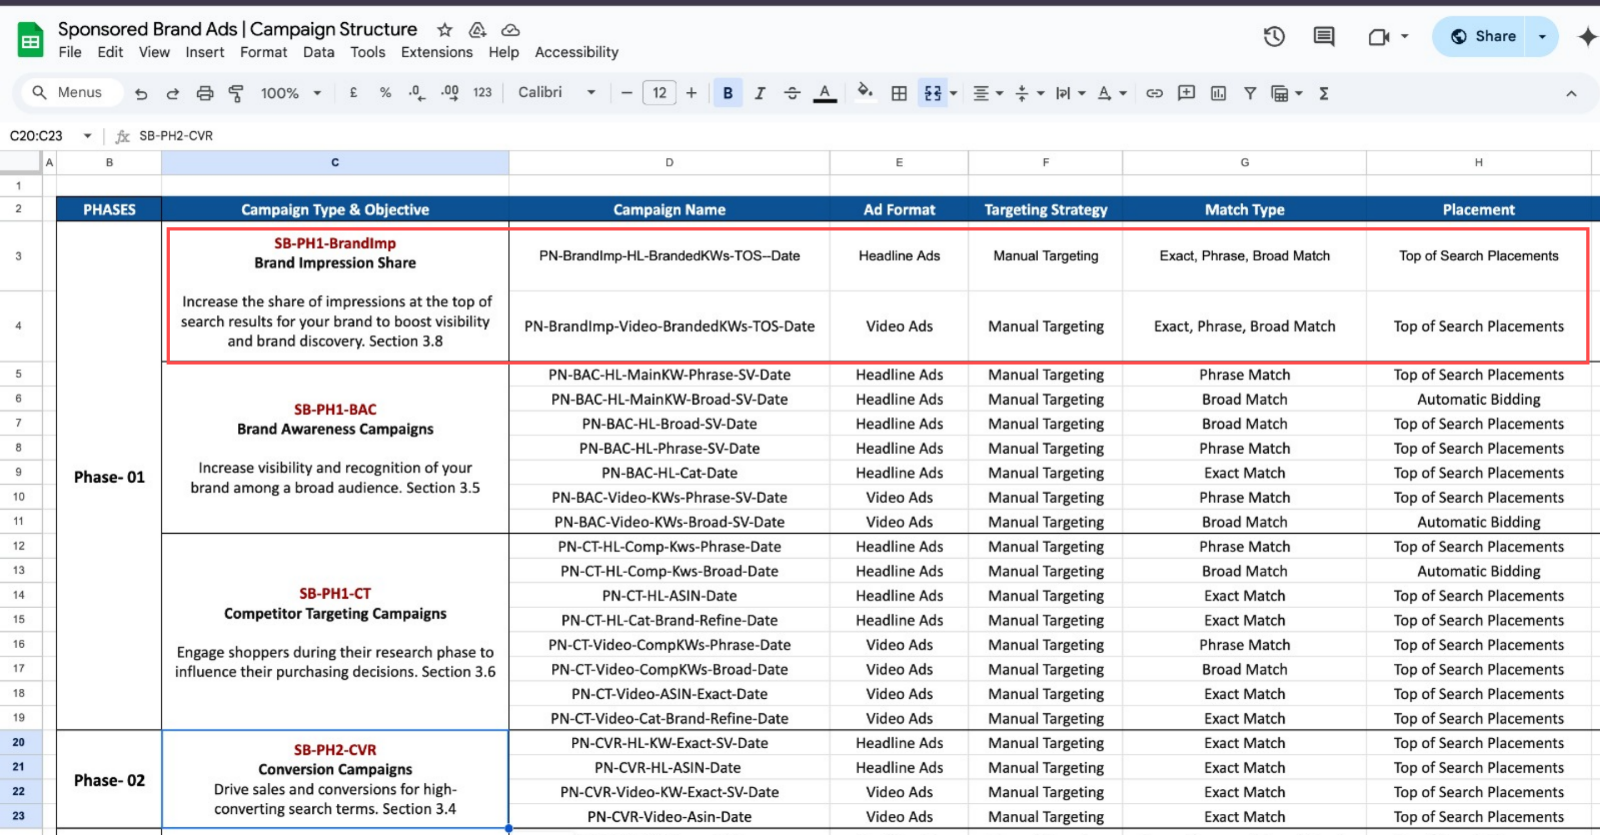 Sponsored Brand Ads | Campaign Structure
File Edit View Insert Format Data Tools Extensions Help Accessibility
Share
Menus 100% £ % .0 .00 123 Calibri 12 B I A Σ
C20:C23 fx SB-PH2-CVR
A B C D E F G H
1
2 PHASES Campaign Type & Objective Campaign Name Ad Format Targeting Strategy Match Type Placement
SB-PH1-BrandImp
Brand Impression Share
Increase the share of impressions at the top of
search results for your brand to boost visibility
and brand discovery. Section 3.8
3 PN-BrandImp-HL-BrandedKWs-TOS--Date Headline Ads Manual Targeting Exact, Phrase, Broad Match Top of Search Placements
4 PN-BrandImp-Video-BrandedKWs-TOS-Date Video Ads Manual Targeting Exact, Phrase, Broad Match Top of Search Placements
Phase- 01
SB-PH1-BAC
Brand Awareness Campaigns
Increase visibility and recognition of your
brand among a broad audience. Section 3.5
5 PN-BAC-HL-MainKW-Phrase-SV-Date Headline Ads Manual Targeting Phrase Match Top of Search Placements
6 PN-BAC-HL-MainKW-Broad-SV-Date Headline Ads Manual Targeting Broad Match Automatic Bidding
7 PN-BAC-HL-Broad-SV-Date Headline Ads Manual Targeting Broad Match Top of Search Placements
8 PN-BAC-HL-Phrase-SV-Date Headline Ads Manual Targeting Phrase Match Top of Search Placements
9 PN-BAC-HL-Cat-Date Headline Ads Manual Targeting Exact Match Top of Search Placements
10 PN-BAC-Video-KWs-Phrase-SV-Date Video Ads Manual Targeting Phrase Match Top of Search Placements
11 PN-BAC-Video-KWs-Broad-SV-Date Video Ads Manual Targeting Broad Match Automatic Bidding
SB-PH1-CT
Competitor Targeting Campaigns
Engage shoppers during their research phase to
influence their purchasing decisions. Section 3.6
12 PN-CT-HL-Comp-Kws-Phrase-Date Headline Ads Manual Targeting Phrase Match Top of Search Placements
13 PN-CT-HL-Comp-Kws-Broad-Date Headline Ads Manual Targeting Broad Match Automatic Bidding
14 PN-CT-HL-ASIN-Date Headline Ads Manual Targeting Exact Match Top of Search Placements
15 PN-CT-HL-Cat-Brand-Refine-Date Headline Ads Manual Targeting Exact Match Top of Search Placements
16 PN-CT-Video-CompKWs-Phrase-Date Video Ads Manual Targeting Phrase Match Top of Search Placements
17 PN-CT-Video-CompKWs-Broad-Date Video Ads Manual Targeting Broad Match Top of Search Placements
18 PN-CT-Video-ASIN-Exact-Date Video Ads Manual Targeting Exact Match Top of Search Placements
19 PN-CT-Video-Cat-Brand-Refine-Date Video Ads Manual Targeting Exact Match Top of Search Placements
Phase- 02
SB-PH2-CVR
Conversion Campaigns
Drive sales and conversions for high-
converting search terms. Section 3.4
20 PN-CVR-HL-KW-Exact-SV-Date Headline Ads Manual Targeting Exact Match Top of Search Placements
21 PN-CVR-HL-ASIN-Date Headline Ads Manual Targeting Exact Match Top of Search Placements
22 PN-CVR-Video-KW-Exact-SV-Date Video Ads Manual Targeting Exact Match Top of Search Placements
23 PN-CVR-Video-Asin-Date Video Ads Manual Targeting Exact Match Top of Search Placements